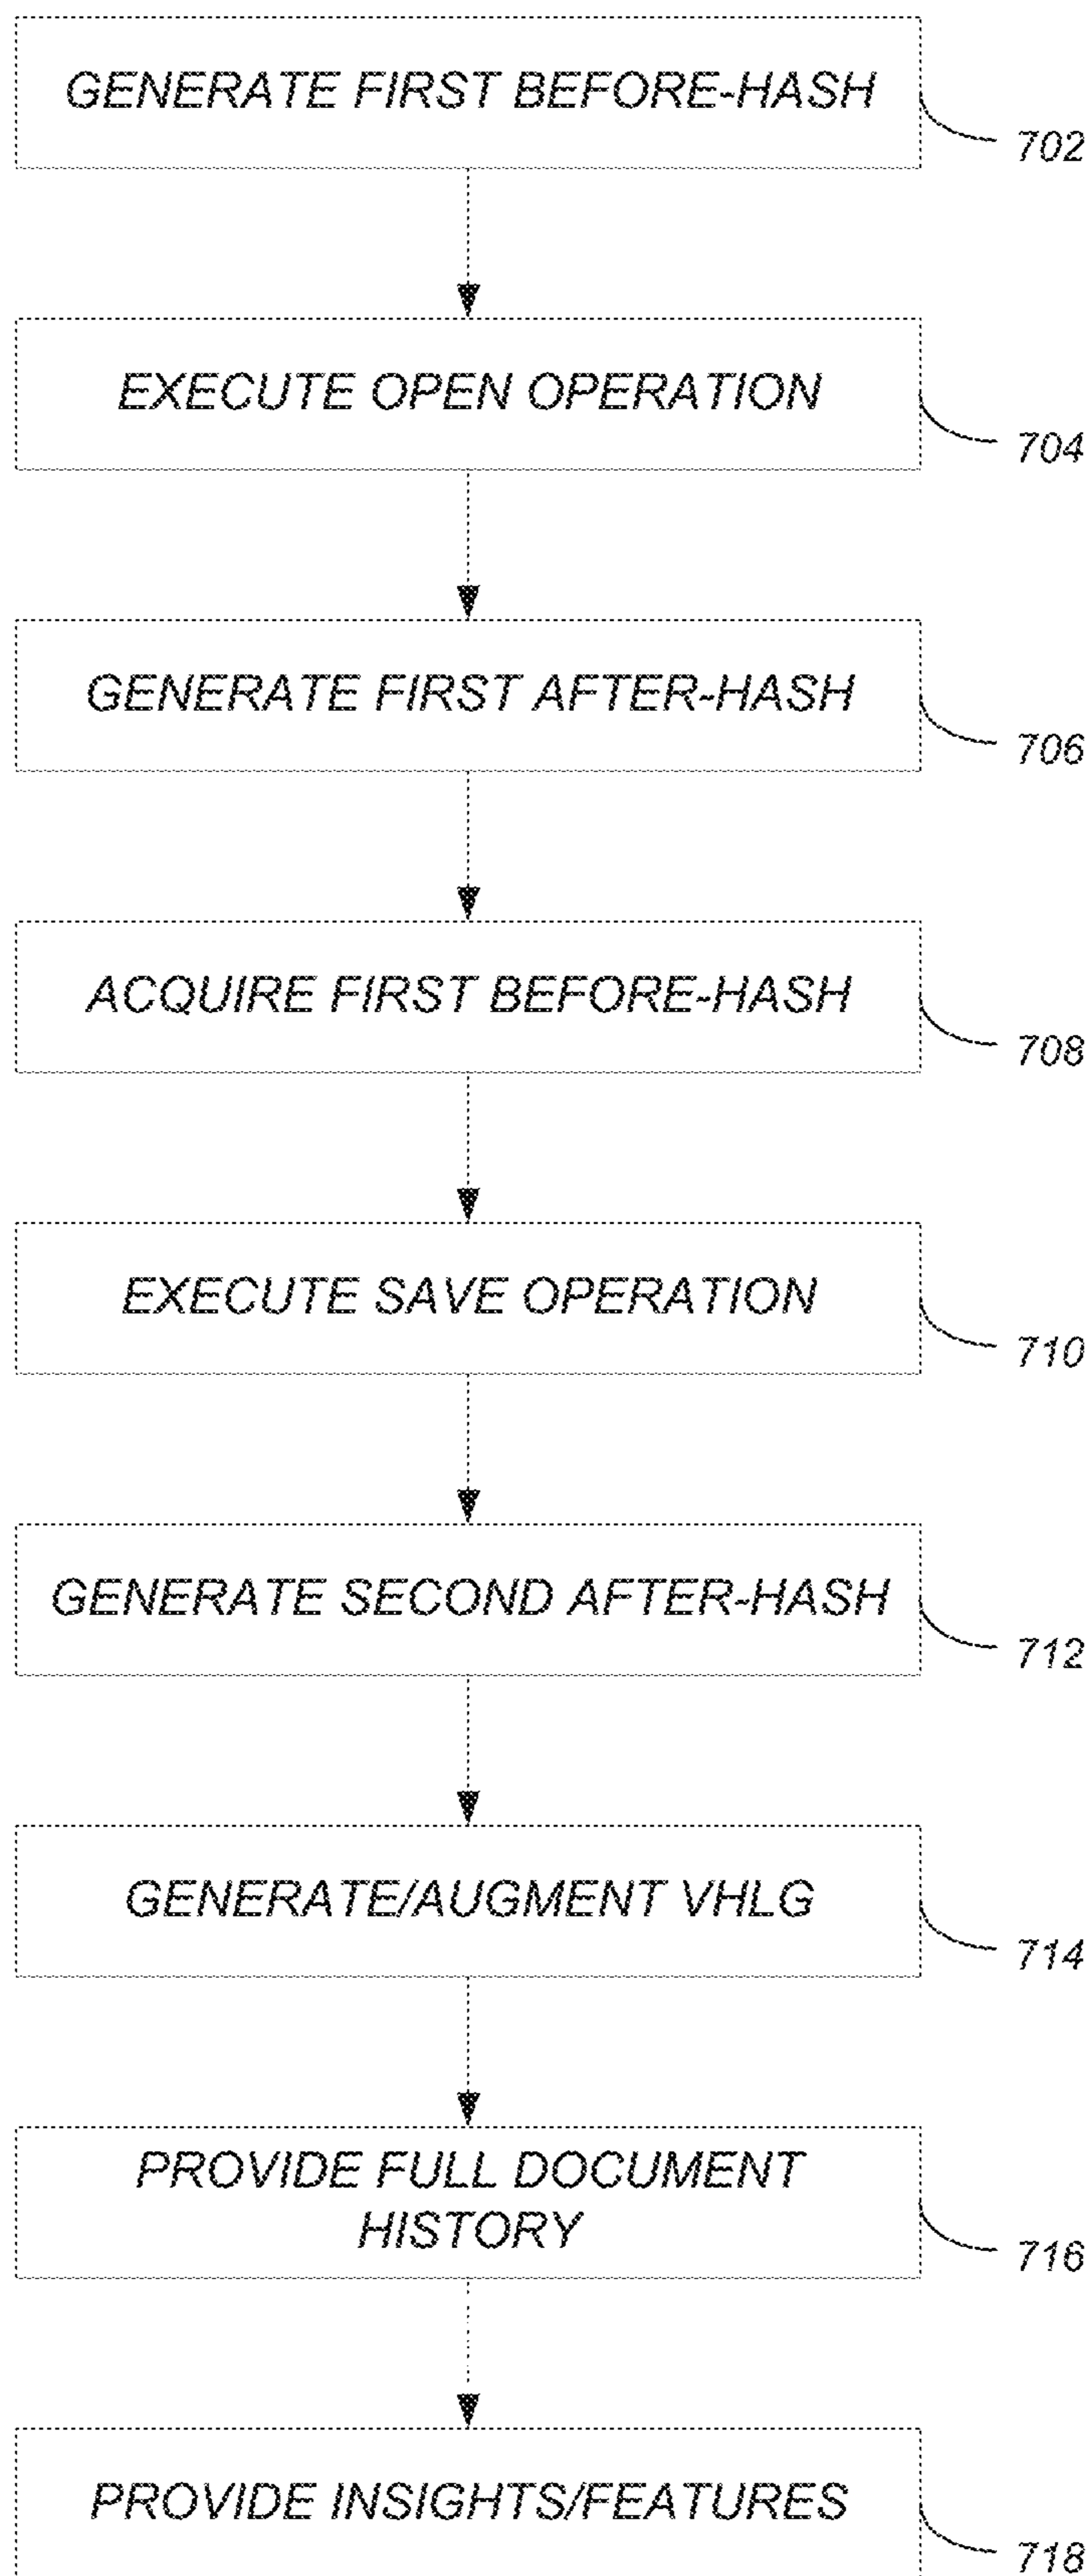 GENERATE FIRST BEFORE-HASH
702
EXECUTE OPEN OPERATION
704
GENERATE FIRST AFTER-HASH
706
ACQUIRE FIRST BEFORE-HASH
708
EXECUTE SAVE OPERATION
710
GENERATE SECOND AFTER-HASH
712
GENERATE/AUGMENT VHLG
714
PROVIDE FULL DOCUMENT
HISTORY
716
PROVIDE INSIGHTS/FEATURES
718